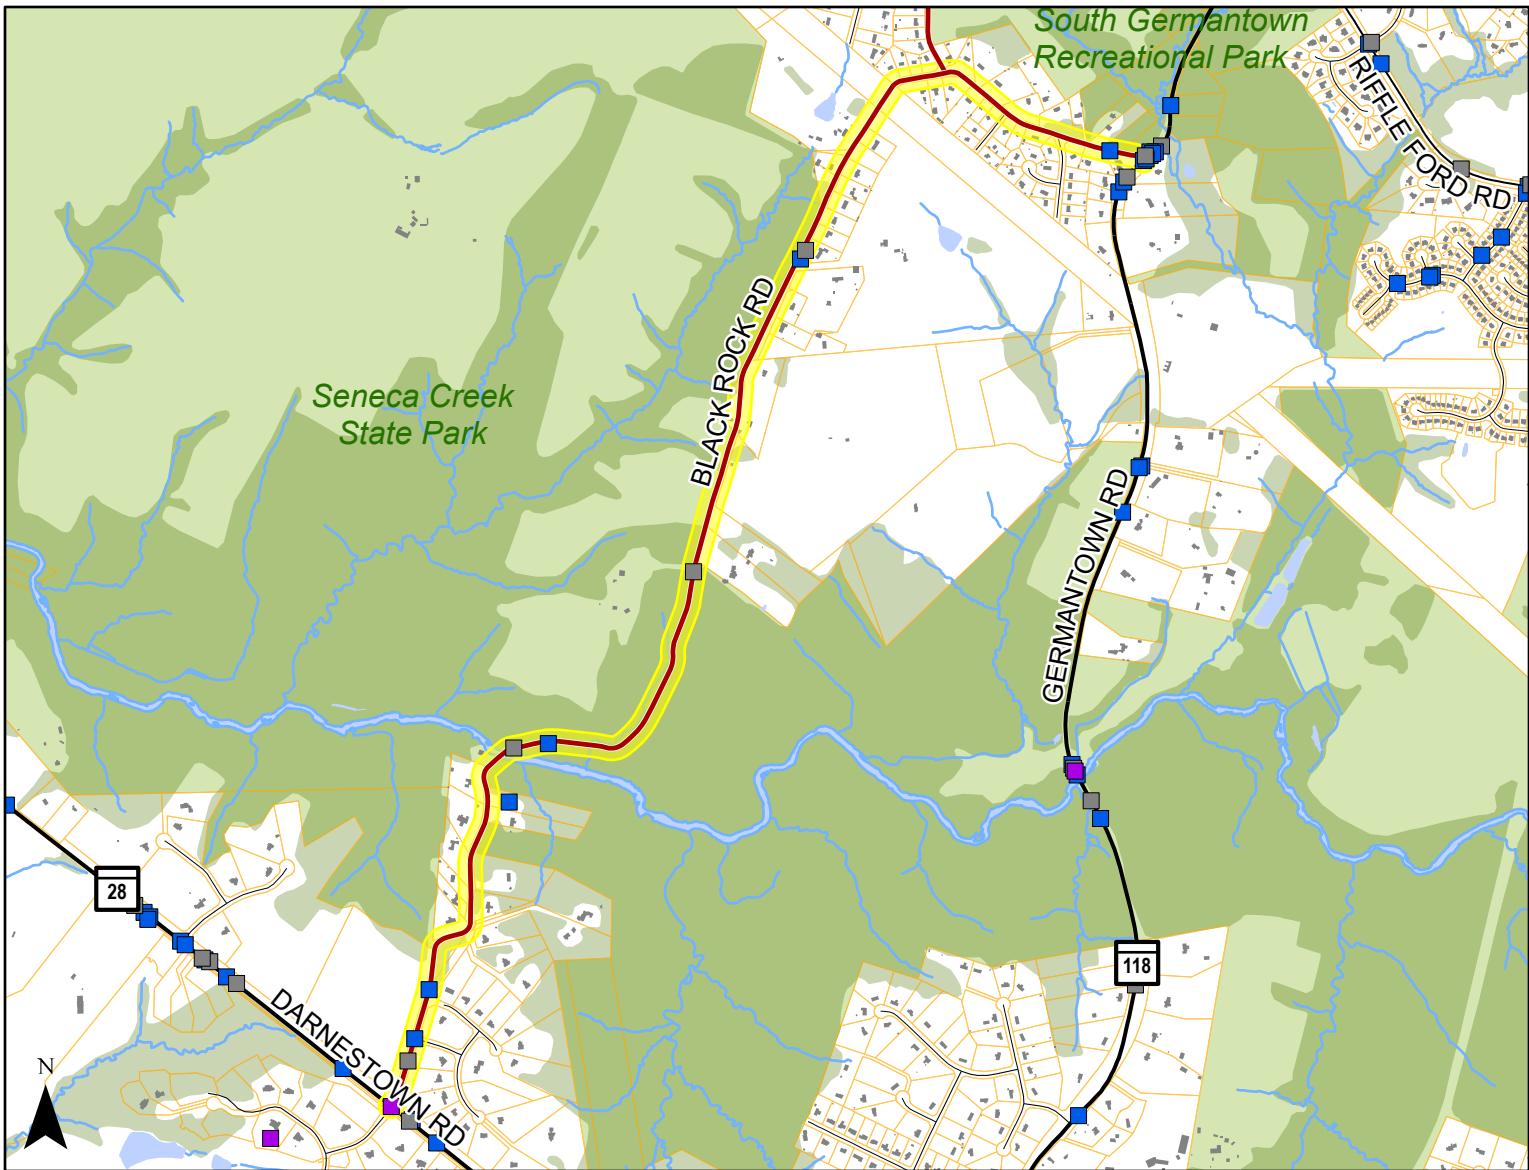 South Germantown
Recreational Park
RIFFLE FORD RD
BLACK ROCK RD
Seneca Creek
State Park
GERMANTOWN RD
28
118
DARNESTOWN RD
N